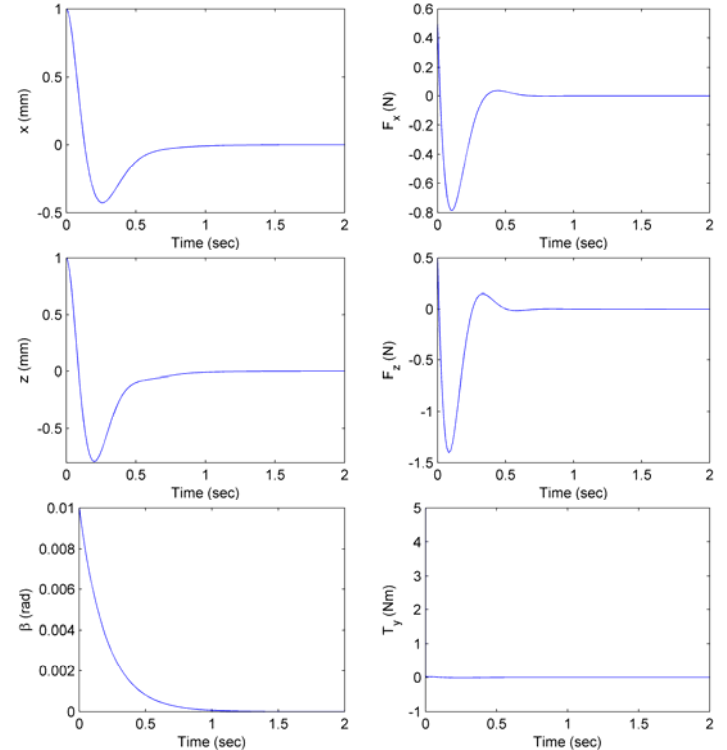 1
0.5
0
-0.5
x (mm)
0 0.5 1 1.5 2
Time (sec)
0.6
0.4
0.2
0
-0.2
-0.4
-0.6
-0.8
F_x (N)
0 0.5 1 1.5 2
Time (sec)
1
0.5
0
-0.5
z (mm)
0 0.5 1 1.5 2
Time (sec)
0.5
0
-0.5
-1
-1.5
F_z (N)
0 0.5 1 1.5 2
Time (sec)
0.01
0.008
0.006
0.004
0.002
0
β (rad)
0 0.5 1 1.5 2
Time (sec)
5
4
3
2
1
0
-1
T_y (Nm)
0 0.5 1 1.5 2
Time (sec)